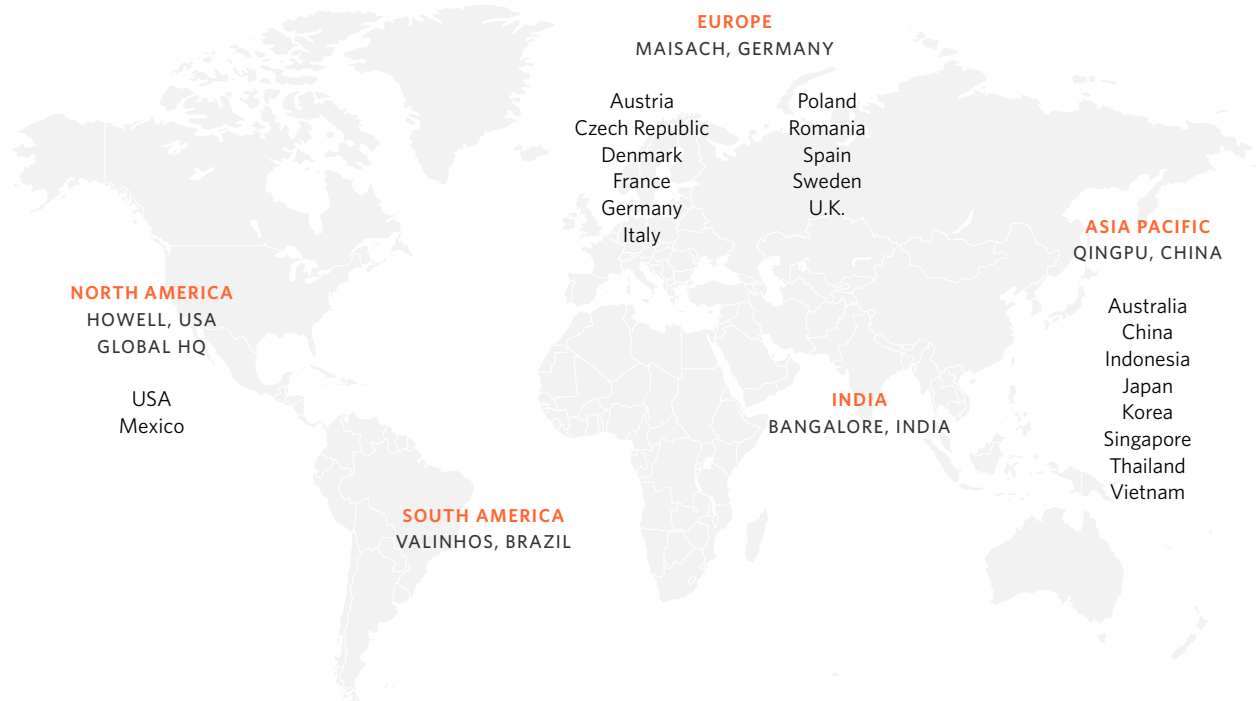 EUROPE
MAISACH, GERMANY
Austria
Czech Republic
Denmark
France
Germany
Italy
Poland
Romania
Spain
Sweden
U.K.
ASIA PACIFIC
QINGPU, CHINA
Australia
China
Indonesia
Japan
Korea
Singapore
Thailand
Vietnam
NORTH AMERICA
HOWELL, USA
GLOBAL HQ
USA
Mexico
INDIA
BANGALORE, INDIA
SOUTH AMERICA
VALINHOS, BRAZIL